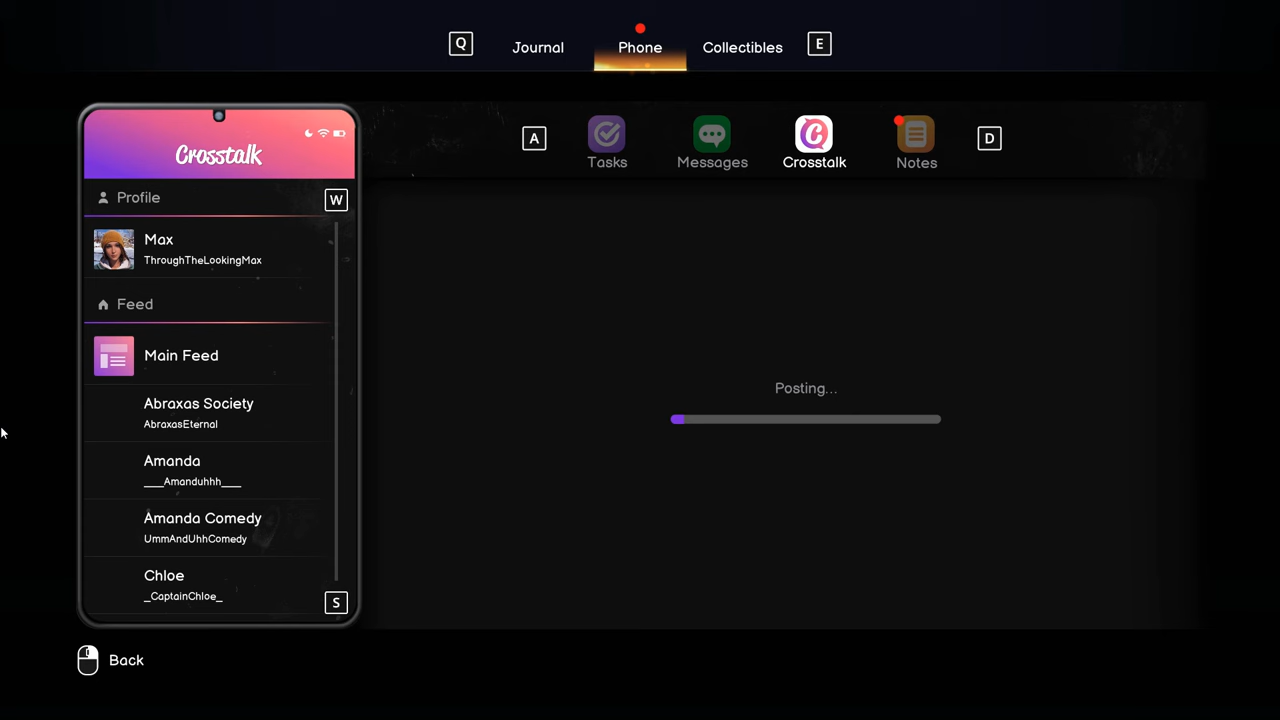 Q Journal Phone Collectibles E
Crosstalk
A Tasks Messages Crosstalk Notes D
Profile W
Max
ThroughTheLookingMax
Feed
Main Feed
Abraxas Society
AbraxasEternal
Amanda
___Amanduhhh___
Amanda Comedy
UmmAndUhhComedy
Chloe
_CaptainChloe_
S
Posting...
Back